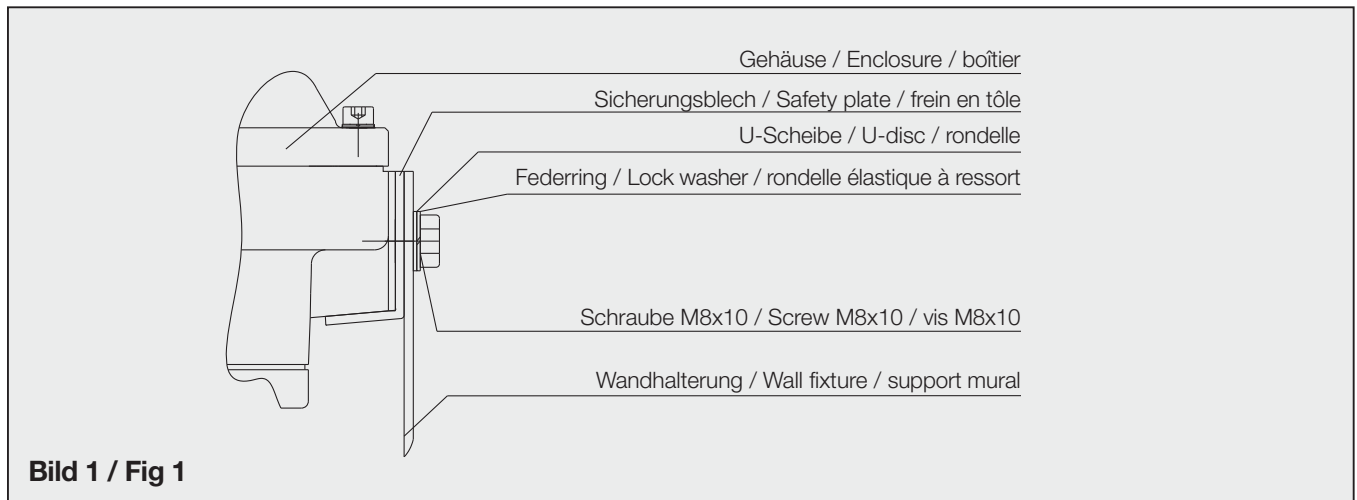 Gehäuse / Enclosure / boîtier
Sicherungsblech / Safety plate / frein en tôle
U-Scheibe / U-disc / rondelle
Federring / Lock washer / rondelle élastique à ressort
Schraube M8x10 / Screw M8x10 / vis M8x10
Wandhalterung / Wall fixture / support mural
Bild 1 / Fig 1